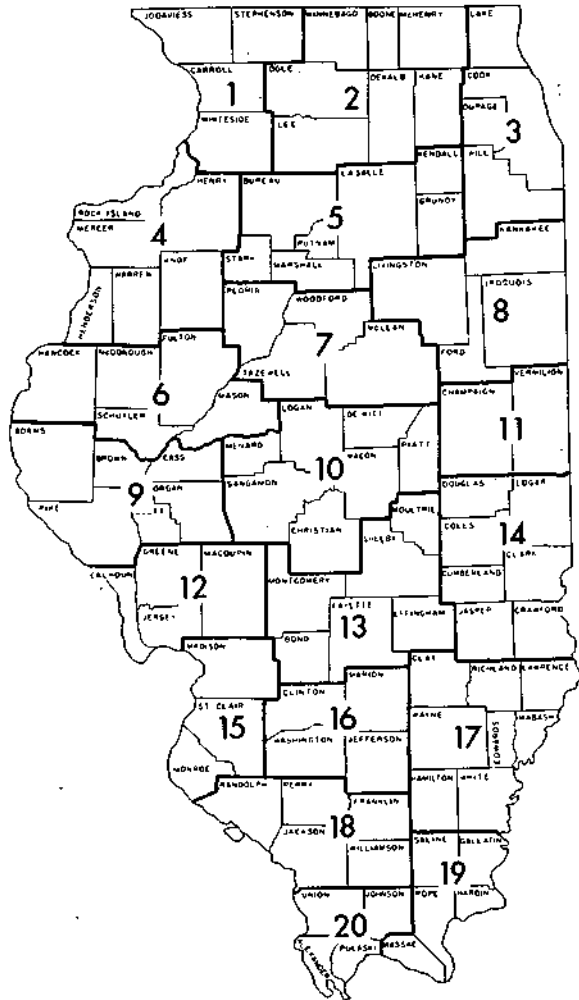 JODAVIESS STEPHENSON WINNEBAGO BOONE MCHENRY LAKE
CARROLL OGLE DEKALB KANE COOK
1 2 DUPAGE
WHITESIDE LEE 3
KENDALL WILL
HENRY BUREAU LASALLE
ROCK ISLAND GRUNDY
MERCER 4 5 KANKAKEE
PUTNAM
KNOX STARK MARSHALL LIVINGSTON
WARREN IROQUOIS
HENDERSON PEORIA WOODFORD 8
MCLEAN
FULTON 7 FORD
HANCOCK MCDONOUGH TAZEWELL VERMILION
6 MASON CHAMPAIGN
SCHUYLER LOGAN DEWITT
ADAMS MENARD PIATT 11
BROWN CASS 10 MACON
SANGAMON DOUGLAS EDGAR
9 MORGAN MOULTRIE
PIKE CHRISTIAN COLES 14
SHELBY CLARK
GREENE MACOUPIN CUMBERLAND
CALHOUN 12 MONTGOMERY
FAYETTE EFFINGHAM JASPER CRAWFORD
JERSEY 13
BOND
MADISON CLAY
MARION RICHLAND LAWRENCE
CLINTON
ST CLAIR WAYNE
15 16 17 EDWARDS WABASH
WASHINGTON JEFFERSON
MONROE HAMILTON WHITE
RANDOLPH PERRY
FRANKLIN
18 SALINE GALLATIN
JACKSON
WILLIAMSON 19
UNION JOHNSON POPE HARDIN
20
ALEXANDER PULASKI MASSAC